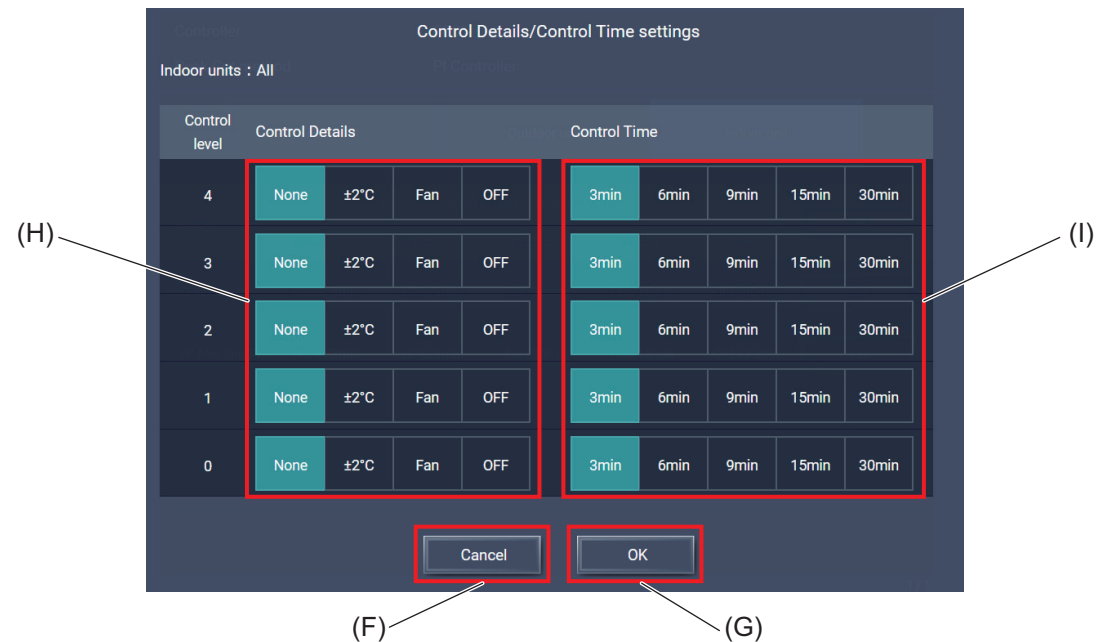 Control Details/Control Time settings
Indoor units : All
Control level Control Details Control Time
4 None ±2°C Fan OFF 3min 6min 9min 15min 30min
(H) (I)
3 None ±2°C Fan OFF 3min 6min 9min 15min 30min
2 None ±2°C Fan OFF 3min 6min 9min 15min 30min
1 None ±2°C Fan OFF 3min 6min 9min 15min 30min
0 None ±2°C Fan OFF 3min 6min 9min 15min 30min
Cancel OK
(F) (G)